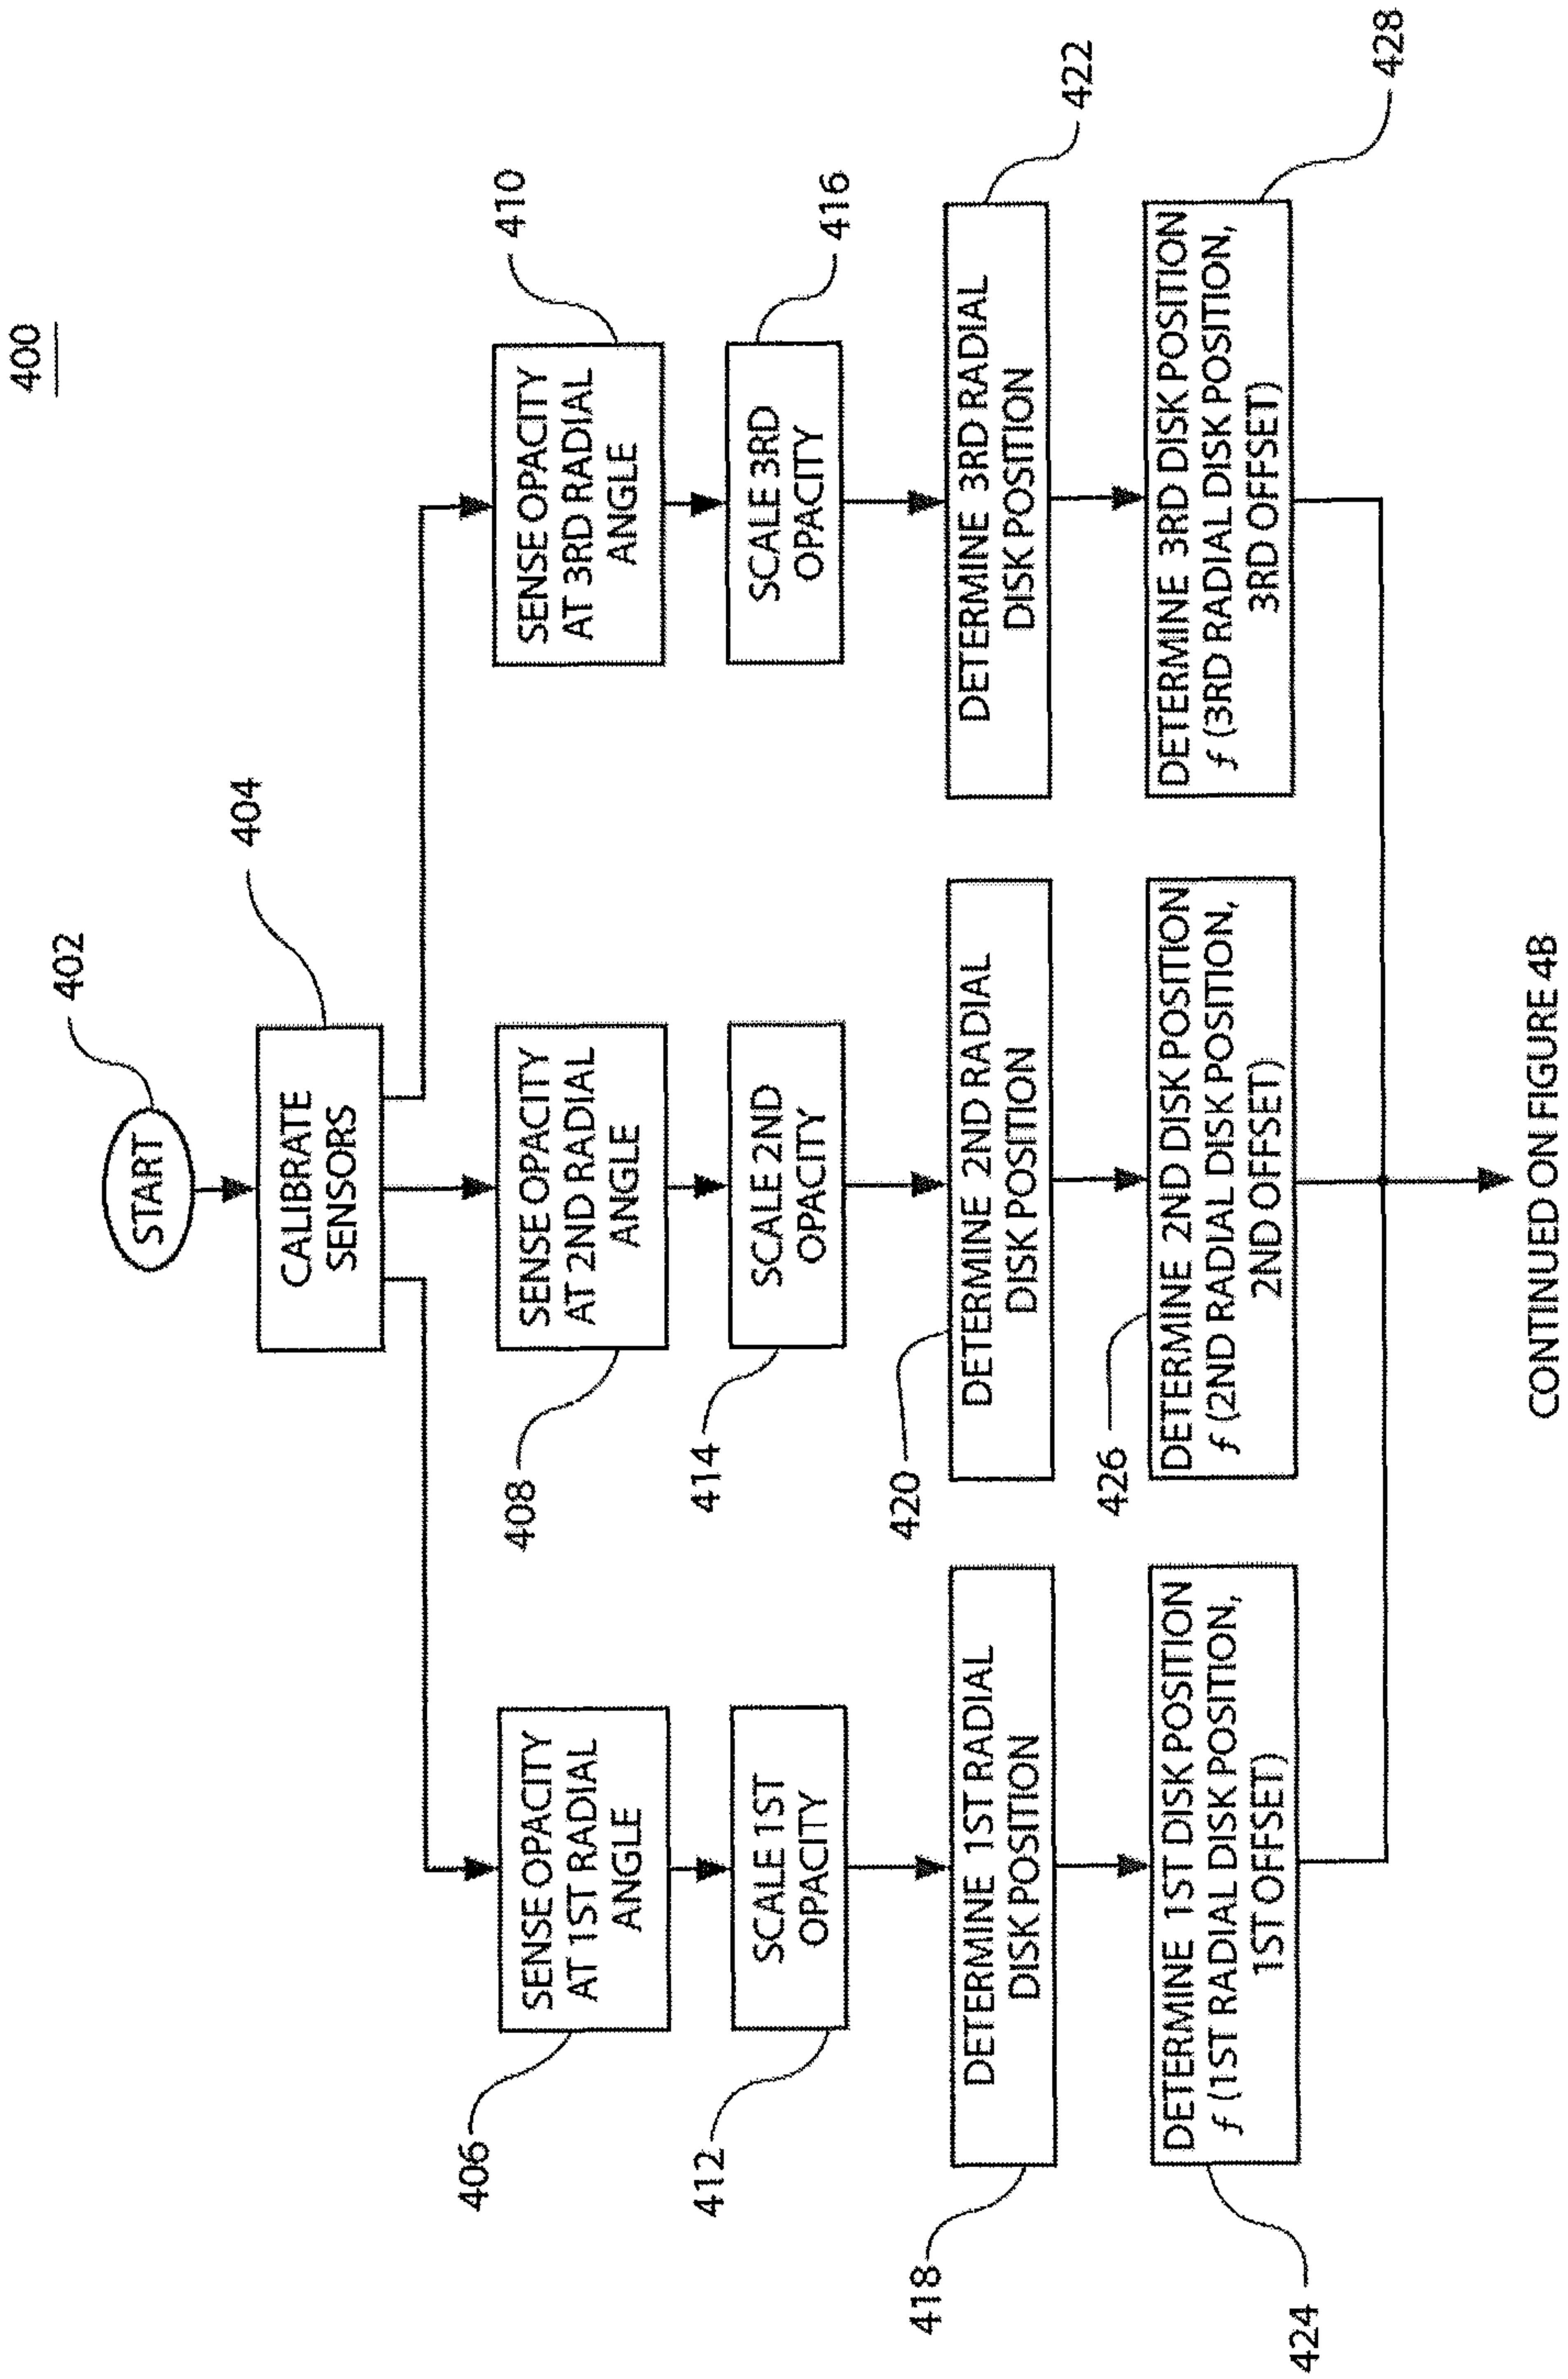 400
402
START
404
CALIBRATE
SENSORS
406
SENSE OPACITY
AT 1ST RADIAL
ANGLE
408
SENSE OPACITY
AT 2ND RADIAL
ANGLE
410
SENSE OPACITY
AT 3RD RADIAL
ANGLE
412
SCALE 1ST
OPACITY
414
SCALE 2ND
OPACITY
416
SCALE 3RD
OPACITY
418
DETERMINE 1ST RADIAL
DISK POSITION
420
DETERMINE 2ND RADIAL
DISK POSITION
422
DETERMINE 3RD RADIAL
DISK POSITION
424
DETERMINE 1ST DISK POSITION
ƒ (1ST RADIAL DISK POSITION,
1ST OFFSET)
426
DETERMINE 2ND DISK POSITION
ƒ (2ND RADIAL DISK POSITION,
2ND OFFSET)
428
DETERMINE 3RD DISK POSITION
ƒ (3RD RADIAL DISK POSITION,
3RD OFFSET)
CONTINUED ON FIGURE 4B